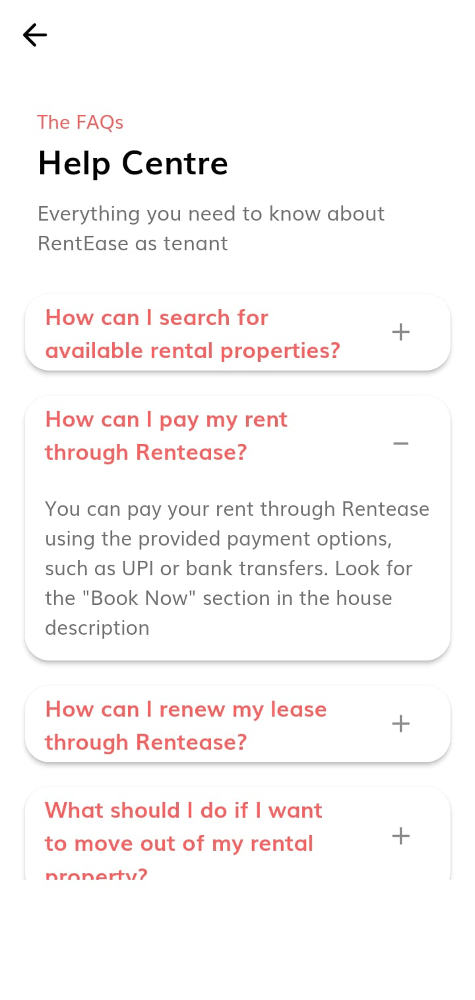 The FAQs
Help Centre
Everything you need to know about
RentEase as tenant
How can I search for
available rental properties?
How can I pay my rent
through Rentease?
You can pay your rent through Rentease
using the provided payment options,
such as UPI or bank transfers. Look for
the "Book Now" section in the house
description
How can I renew my lease
through Rentease?
What should I do if I want
to move out of my rental
property?